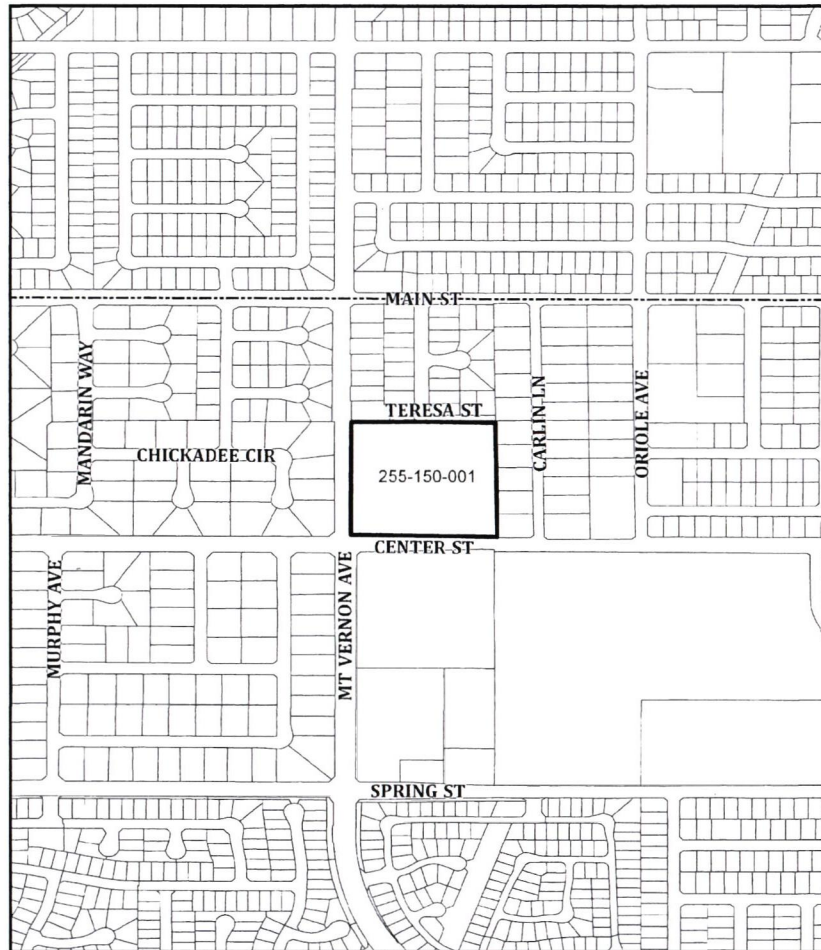 MAIN ST
MANDARIN WAY
TERESA ST
CARLIN LN
ORIOLE AVE
CHICKADEE CIR
255-150-001
CENTER ST
MURPHY AVE
MT VERNON AVE
SPRING ST